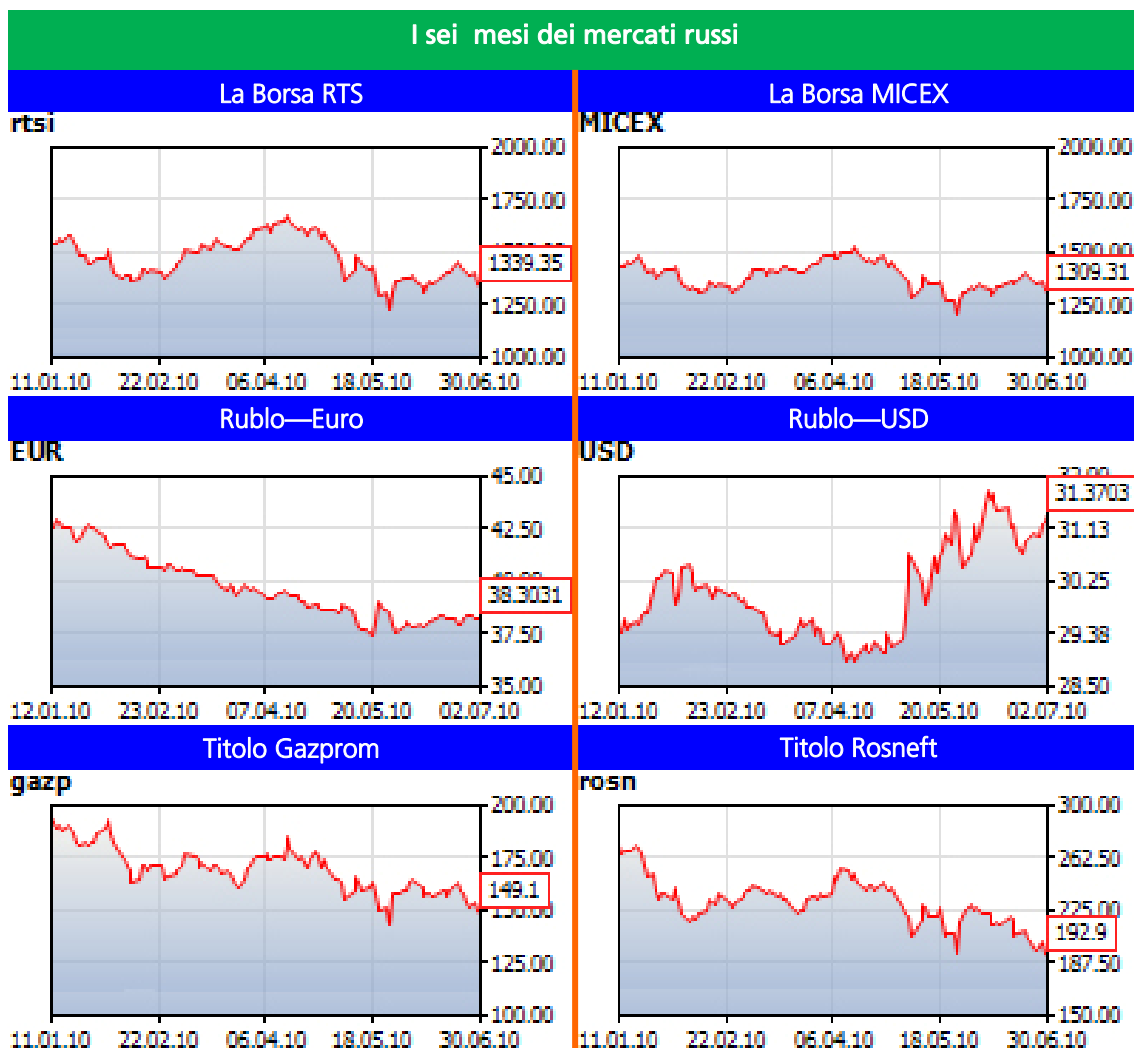 I sei mesi dei mercati russi
La Borsa RTS
rtsi
2000.00
1750.00
1339.35
1250.00
1000.00
11.01.10 22.02.10 06.04.10 18.05.10 30.06.10
La Borsa MICEX
MICEX
2000.00
1750.00
1500.00
1309.31
1250.00
1000.00
11.01.10 22.02.10 06.04.10 18.05.10 30.06.10
Rublo—Euro
EUR
45.00
42.50
38.3031
37.50
35.00
12.01.10 23.02.10 07.04.10 20.05.10 02.07.10
Rublo—USD
USD
31.3703
31.13
30.25
29.38
28.50
12.01.10 23.02.10 07.04.10 20.05.10 02.07.10
Titolo Gazprom
gazp
200.00
175.00
149.1
125.00
100.00
11.01.10 22.02.10 06.04.10 18.05.10 30.06.10
Titolo Rosneft
rosn
300.00
262.50
225.00
192.9
187.50
150.00
11.01.10 22.02.10 06.04.10 18.05.10 30.06.10